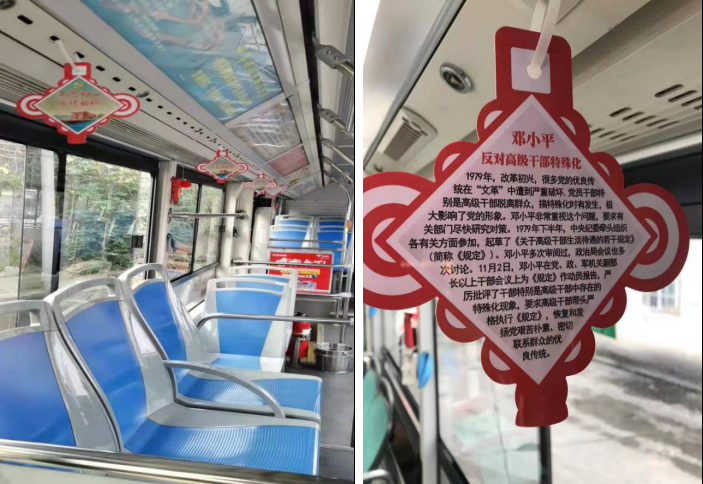 邓小平
反对高级干部特殊化
1979年，改革初兴，很多党的优良传
统在“文革”中遭到严重破坏，党员干部特
别是高级干部脱离群众，搞特殊化时有发生，极
大影响了党的形象。邓小平非常重视这个问题，要求有
关部门尽快研究对策。1979年下半年，中央纪委牵头组织
各有关方面参加，起草了《关于高级干部生活待遇的若干规定》
（简称《规定》）。邓小平多次审阅过，政治局会议也多
次讨论。11月2日，邓小平在党、政、军机关副部
长以上干部会议上为《规定》作动员报告，严
厉批评了干部特别是高级干部中存在的
特殊化现象，要求高级干部带头严
格执行《规定》，恢复和发
扬党艰苦朴素、密切
联系群众的优
良传统。